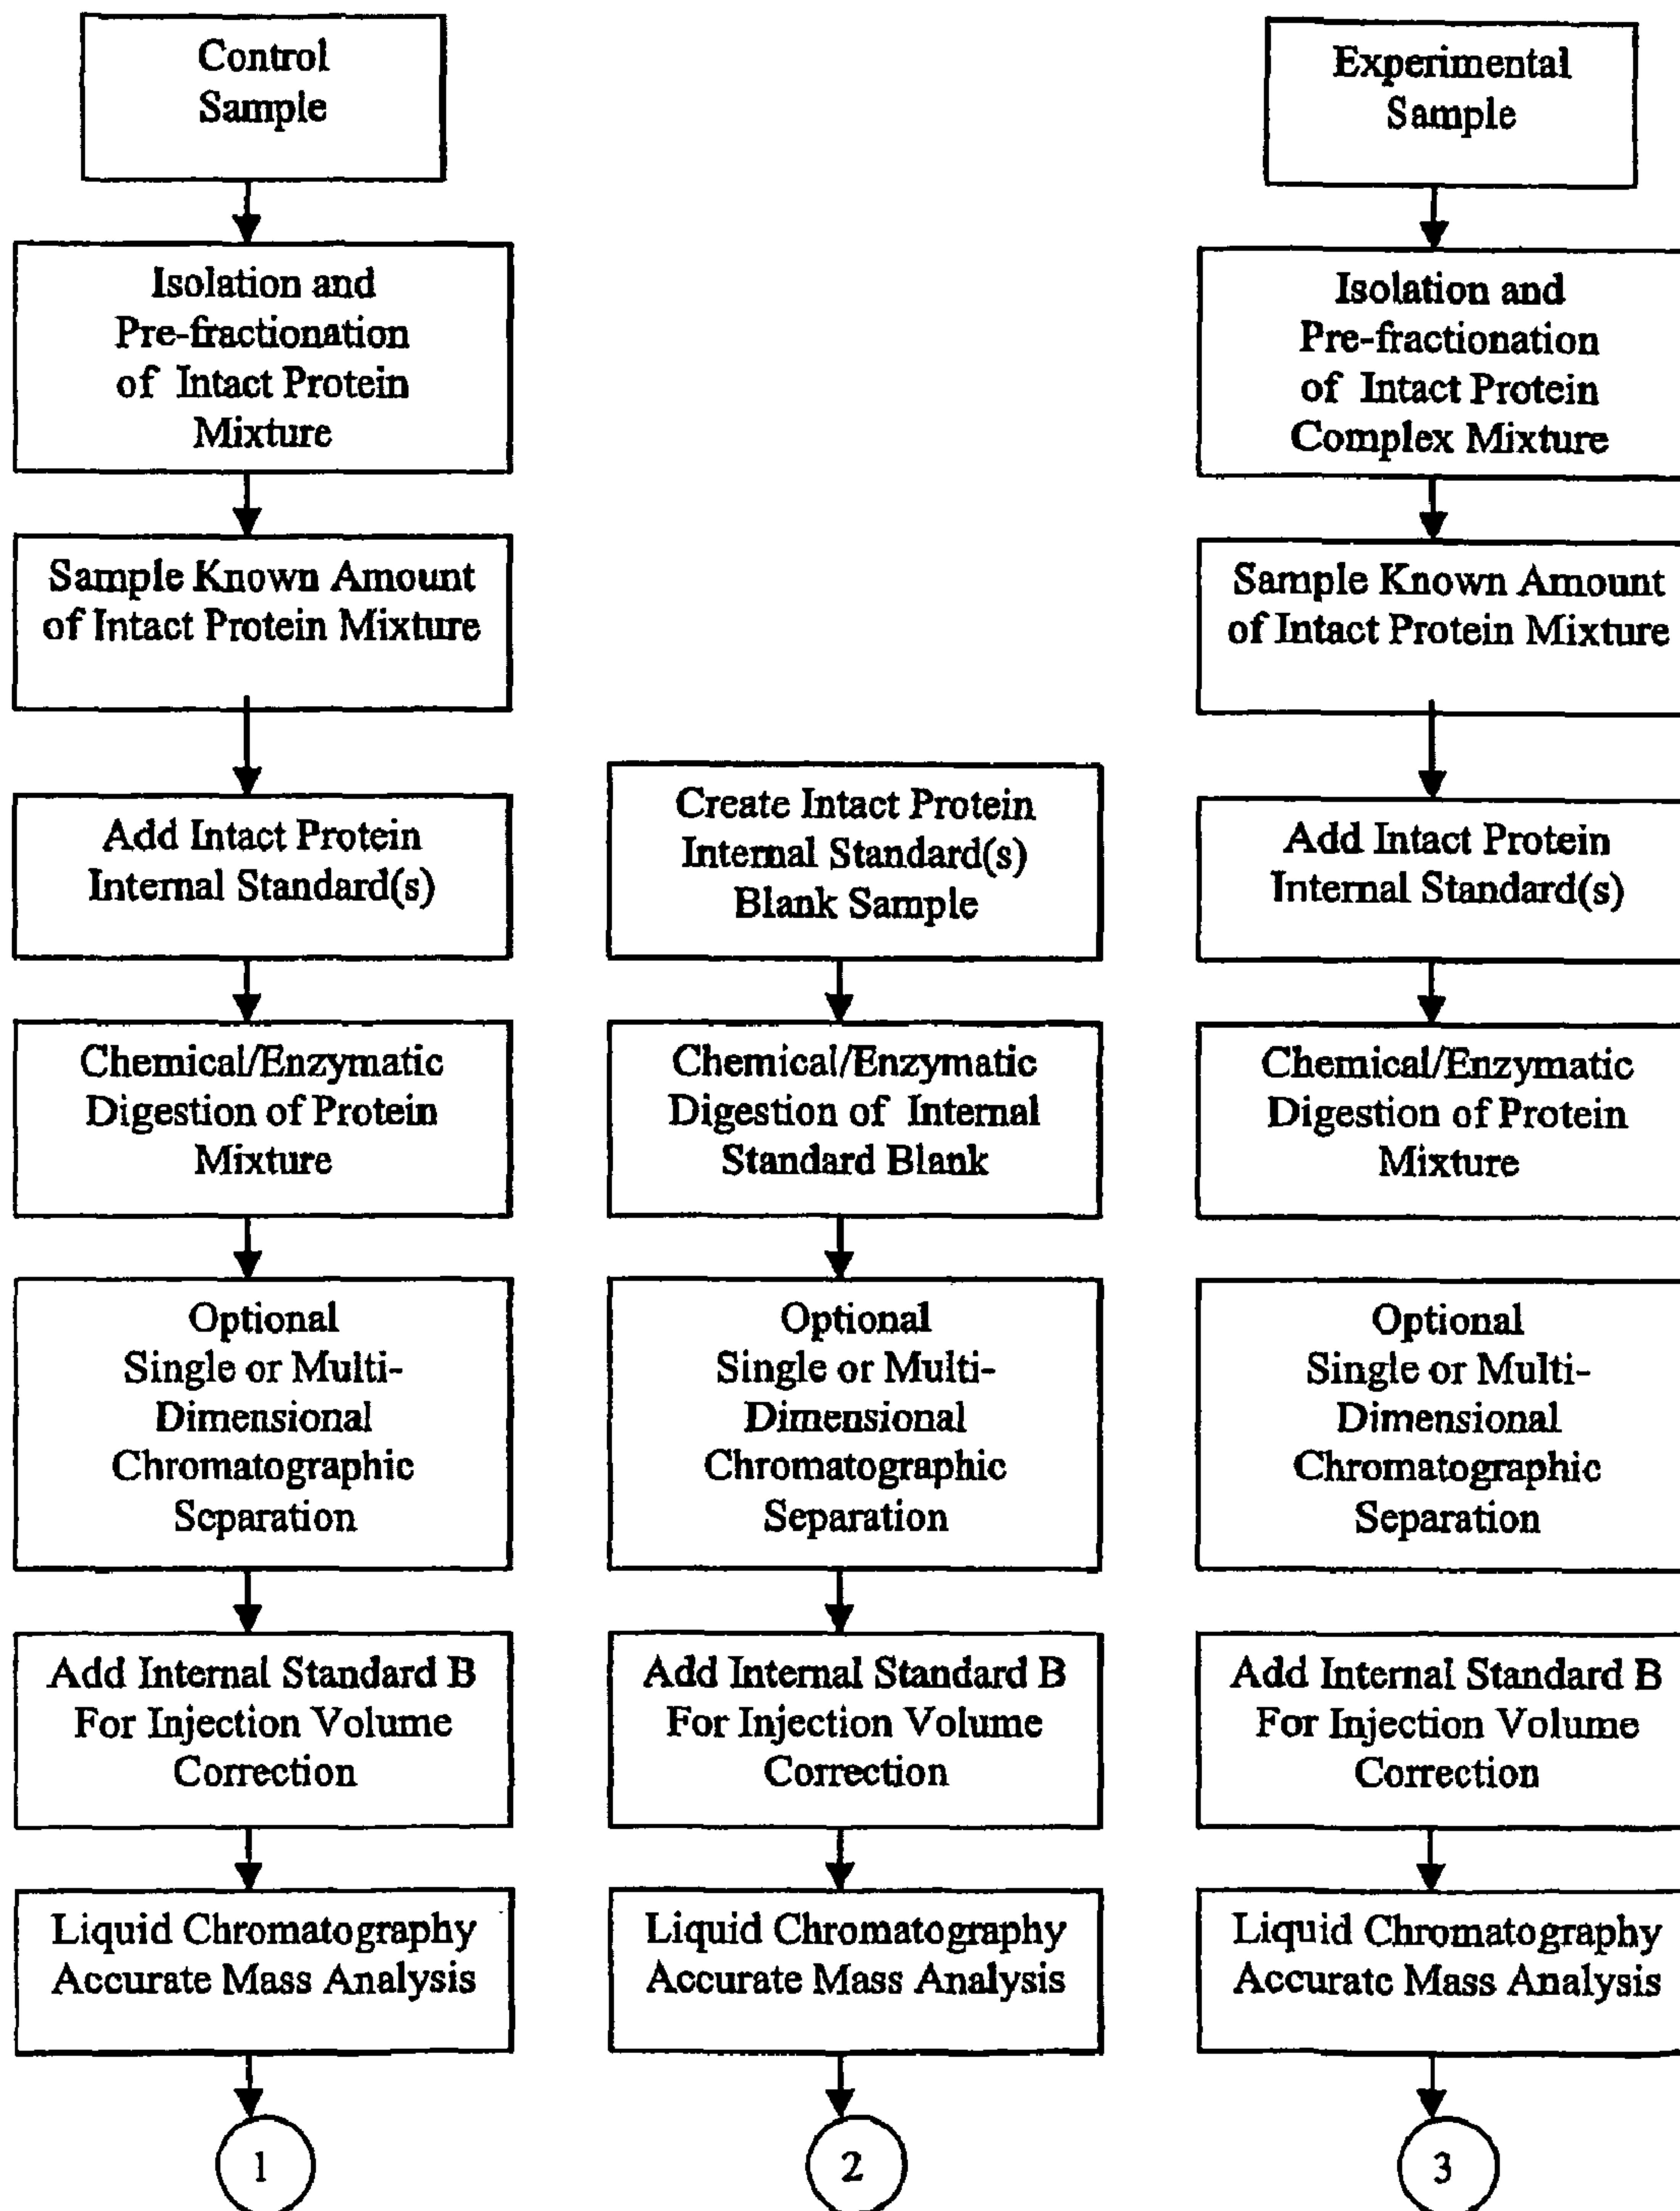 Control
Sample
Isolation and
Pre-fractionation
of Intact Protein
Mixture
Sample Known Amount
of Intact Protein Mixture
Add Intact Protein
Internal Standard(s)
Chemical/Enzymatic
Digestion of Protein
Mixture
Optional
Single or Multi-
Dimensional
Chromatographic
Separation
Add Internal Standard B
For Injection Volume
Correction
Liquid Chromatography
Accurate Mass Analysis
1
Create Intact Protein
Internal Standard(s)
Blank Sample
Chemical/Enzymatic
Digestion of Internal
Standard Blank
Optional
Single or Multi-
Dimensional
Chromatographic
Separation
Add Internal Standard B
For Injection Volume
Correction
Liquid Chromatography
Accurate Mass Analysis
2
Experimental
Sample
Isolation and
Pre-fractionation
of Intact Protein
Complex Mixture
Sample Known Amount
of Intact Protein Mixture
Add Intact Protein
Internal Standard(s)
Chemical/Enzymatic
Digestion of Protein
Mixture
Optional
Single or Multi-
Dimensional
Chromatographic
Separation
Add Internal Standard B
For Injection Volume
Correction
Liquid Chromatography
Accurate Mass Analysis
3